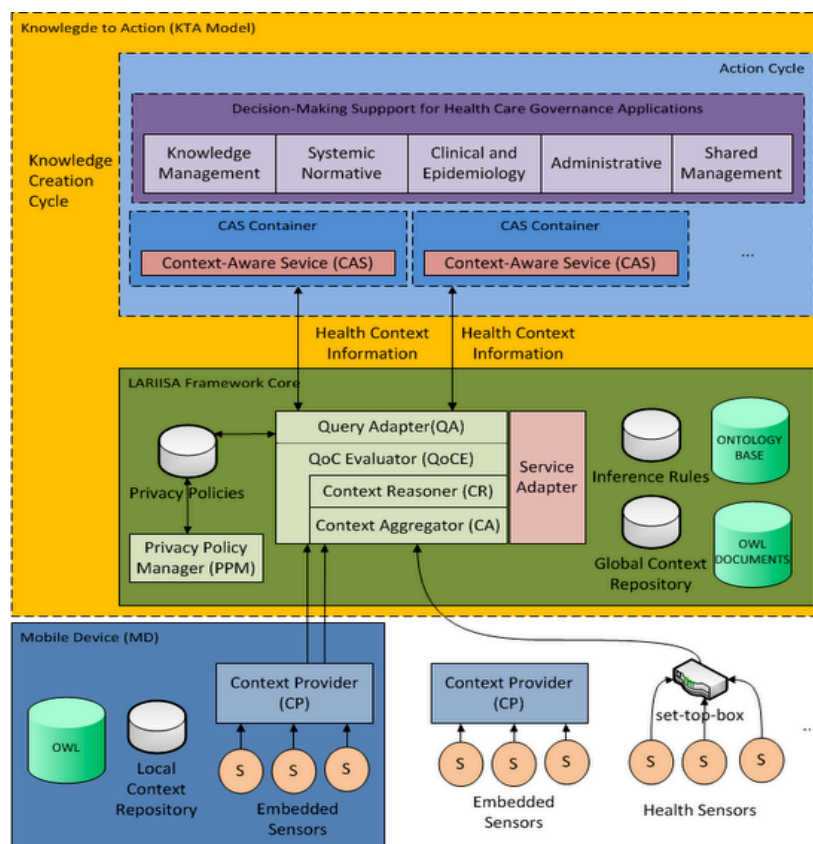 Knowlegde to Action (KTA Model)
Action Cycle
Decision-Making Suppport for Health Care Governance Applications
Knowledge
Management
Systemic
Normative
Clinical and
Epidemiology
Administrative
Shared
Management
Knowledge
Creation
Cycle
CAS Container
Context-Aware Sevice (CAS)
CAS Container
Context-Aware Sevice (CAS)
...
Health Context
Information
Health Context
Information
LARIISA Framework Core
Privacy Policies
Privacy Policy
Manager (PPM)
Query Adapter(QA)
QoC Evaluator (QoCE)
Context Reasoner (CR)
Context Aggregator (CA)
Service
Adapter
Inference Rules
ONTOLOGY
BASE
Global Context
Repository
OWL
DOCUMENTS
Mobile Device (MD)
OWL
Local
Context
Repository
Context Provider
(CP)
S
S
S
Embedded
Sensors
Context Provider
(CP)
S
S
S
Embedded
Sensors
set-top-box
S
S
S
Health Sensors
...